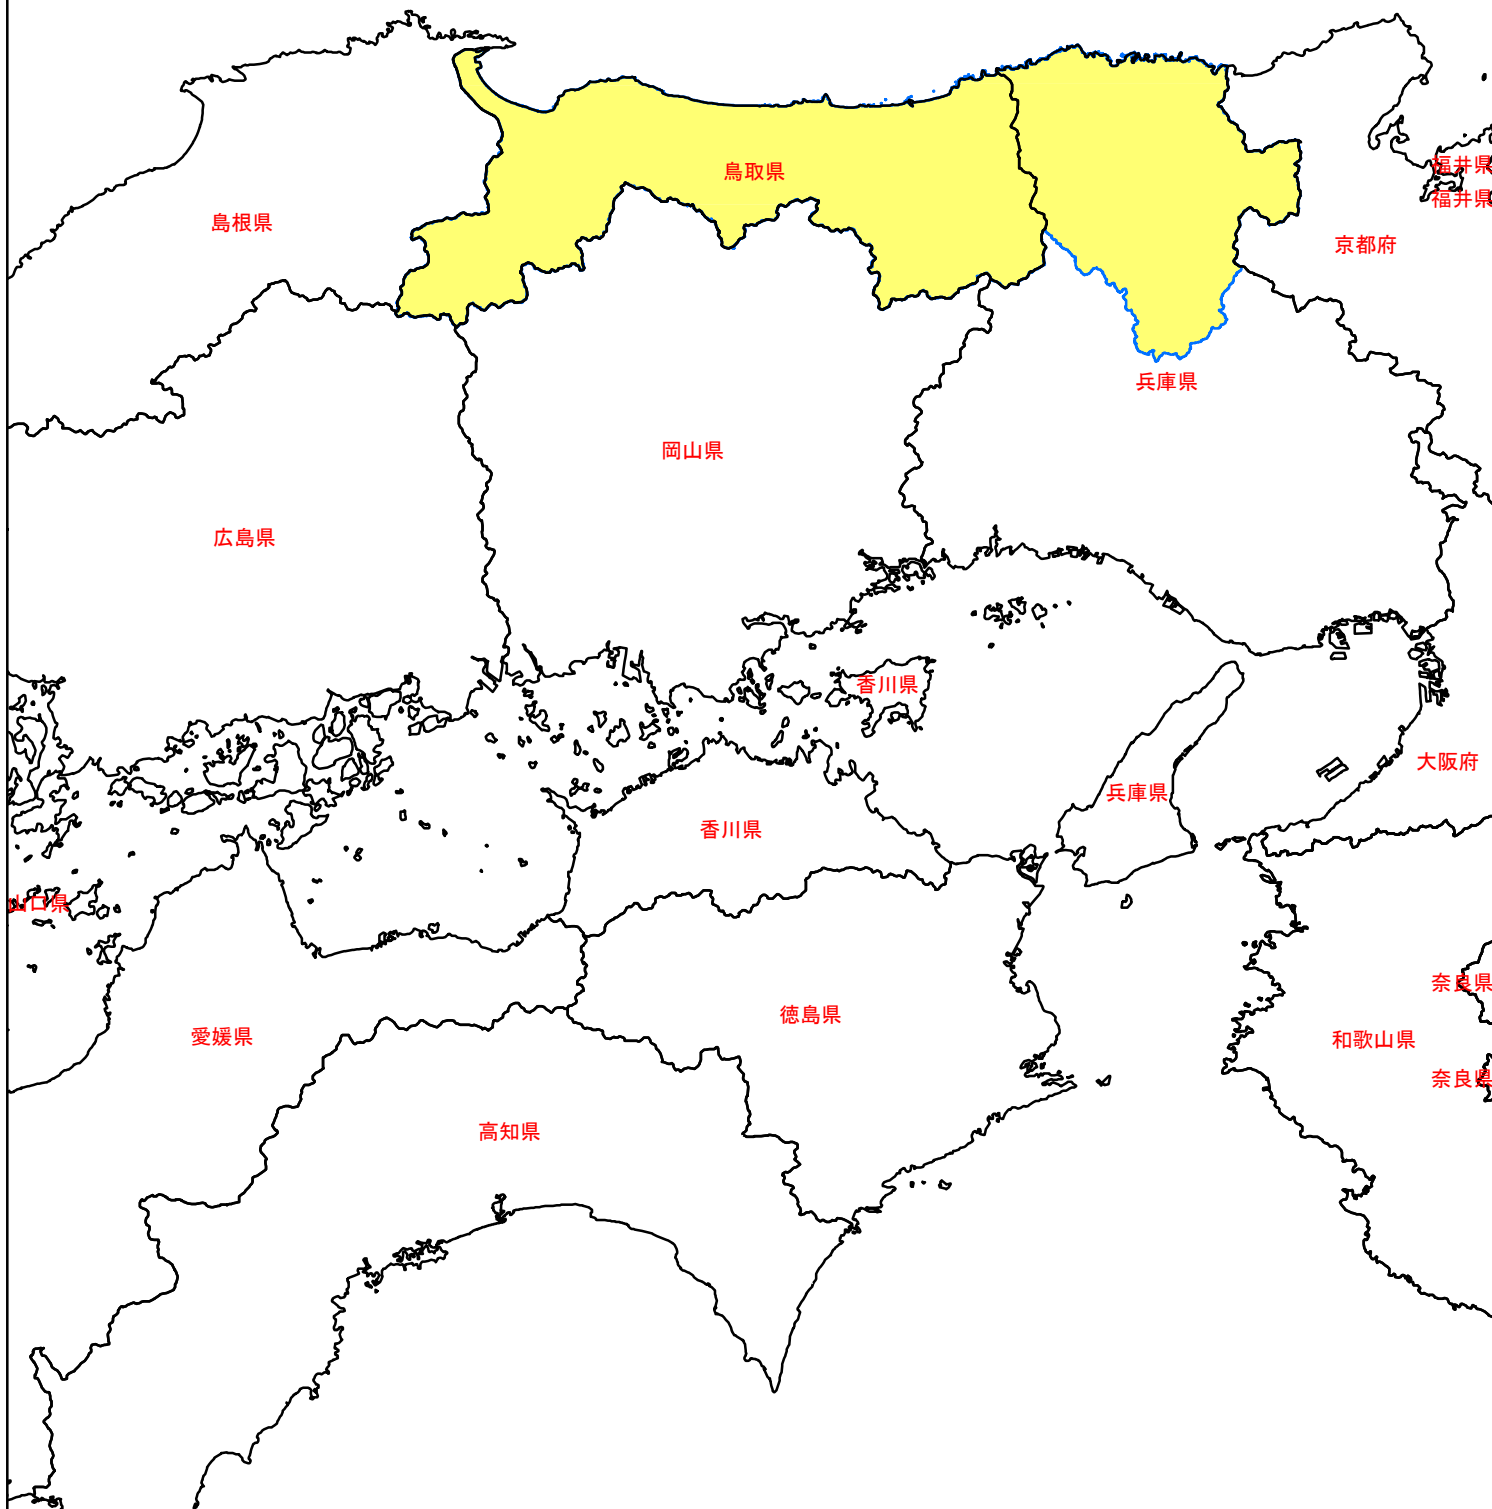 鳥取県
福井県
福井県
島根県
京都府
兵庫県
岡山県
広島県
香川県
大阪府
兵庫県
香川県
山口県
奈良県
徳島県
愛媛県
和歌山県
奈良県
高知県